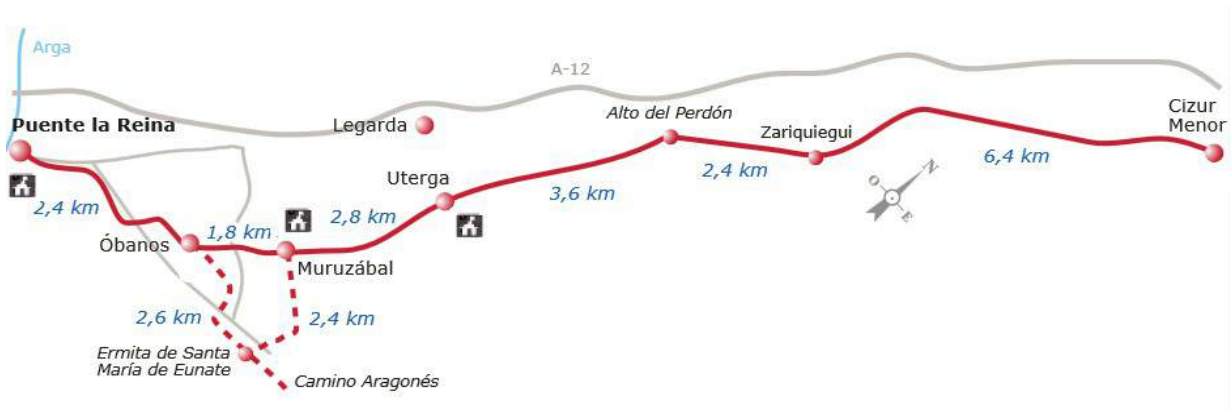 Arga
A-12
Puente la Reina
Legarda
Alto del Perdón
Zariquiegui
Cizur
Menor
Uterga
2,4 km
6,4 km
3,6 km
2,4 km
2,8 km
1,8 km
Óbanos
Muruzábal
N
O
E
2,6 km
2,4 km
Ermita de Santa
María de Eunate
Camino Aragonés